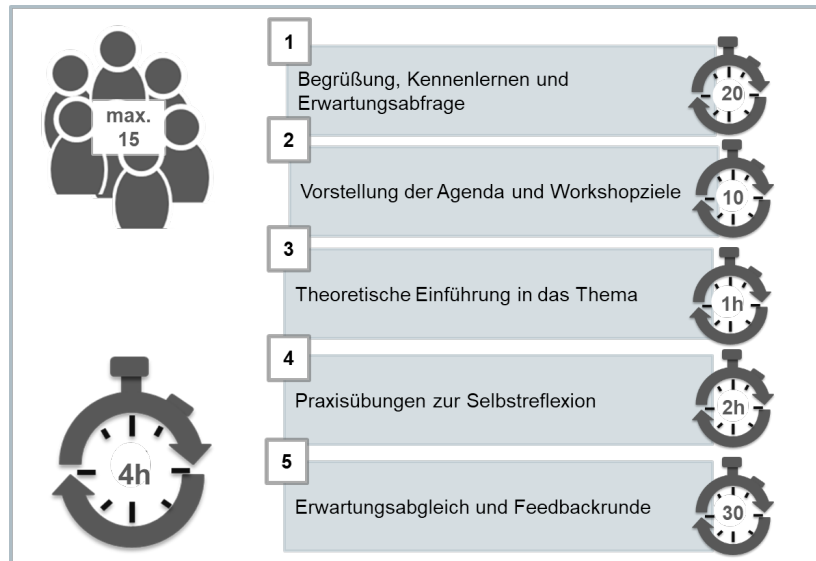 max.
15
1
Begrüßung, Kennenlernen und
Erwartungsabfrage
20
2
Vorstellung der Agenda und Workshopziele
10
3
Theoretische Einführung in das Thema
1h
4
Praxisübungen zur Selbstreflexion
2h
4h
5
Erwartungsabgleich und Feedbackrunde
30